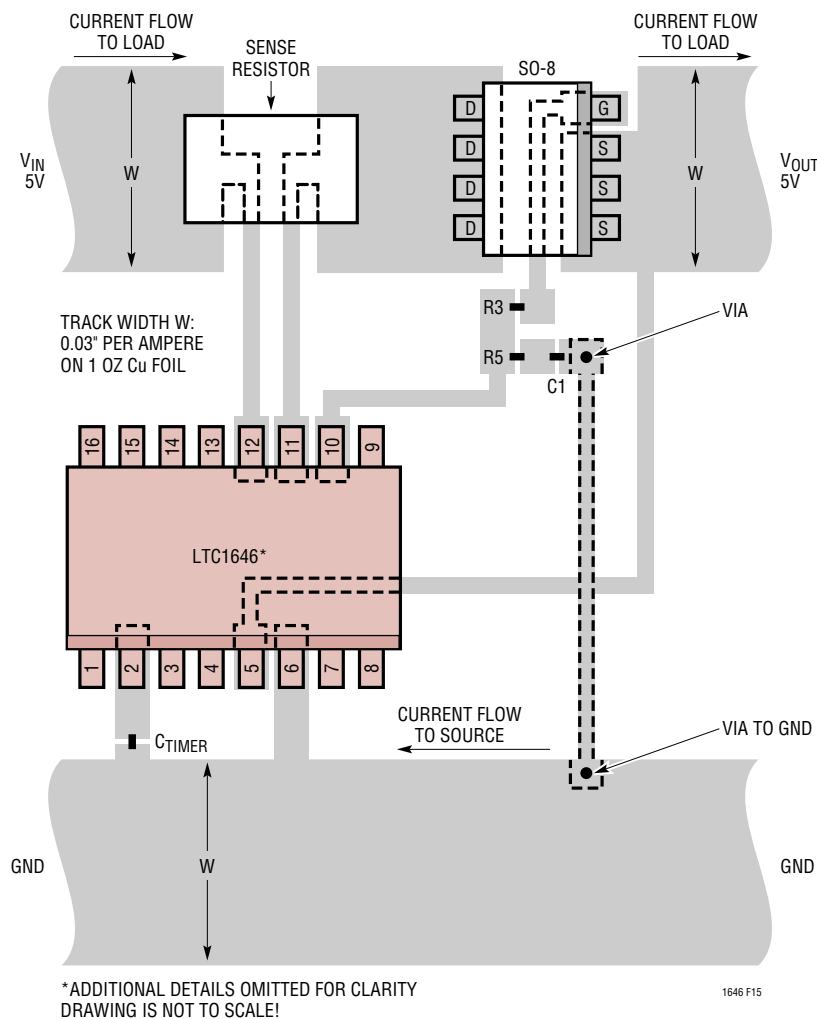 CURRENT FLOW
TO LOAD
SENSE
RESISTOR
SO-8
CURRENT FLOW
TO LOAD
VIN
5V
W
D
D
D
D
G
S
S
S
W
VOUT
5V
TRACK WIDTH W:
0.03" PER AMPERE
ON 1 OZ Cu FOIL
R3
R5
C1
VIA
16
15
14
13
12
11
10
9
LTC1646*
1
2
3
4
5
6
7
8
CTIMER
CURRENT FLOW
TO SOURCE
VIA TO GND
GND
W
GND
*ADDITIONAL DETAILS OMITTED FOR CLARITY
DRAWING IS NOT TO SCALE!
1646 F15